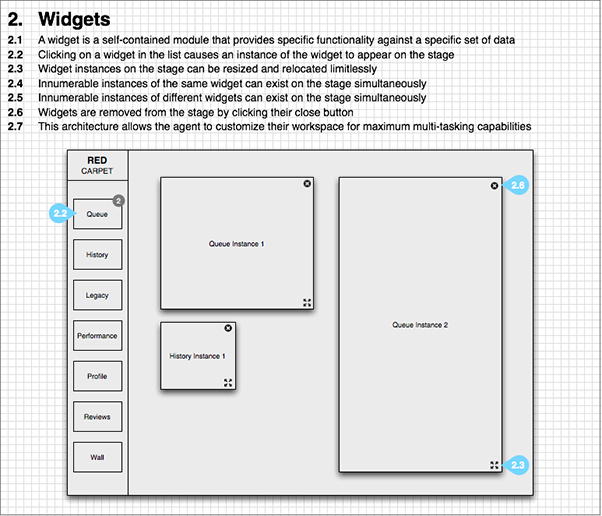 2. Widgets
2.1 A widget is a self-contained module that provides specific functionality against a specific set of data
2.2 Clicking on a widget in the list causes an instance of the widget to appear on the stage
2.3 Widget instances on the stage can be resized and relocated limitlessly
2.4 Innumerable instances of the same widget can exist on the stage simultaneously
2.5 Innumerable instances of different widgets can exist on the stage simultaneously
2.6 Widgets are removed from the stage by clicking their close button
2.7 This architecture allows the agent to customize their workspace for maximum multi-tasking capabilities
RED
CARPET
2
2.2
Queue
History
Legacy
Performance
Profile
Reviews
Wall
Queue Instance 1
History Instance 1
2.6
Queue Instance 2
2.3